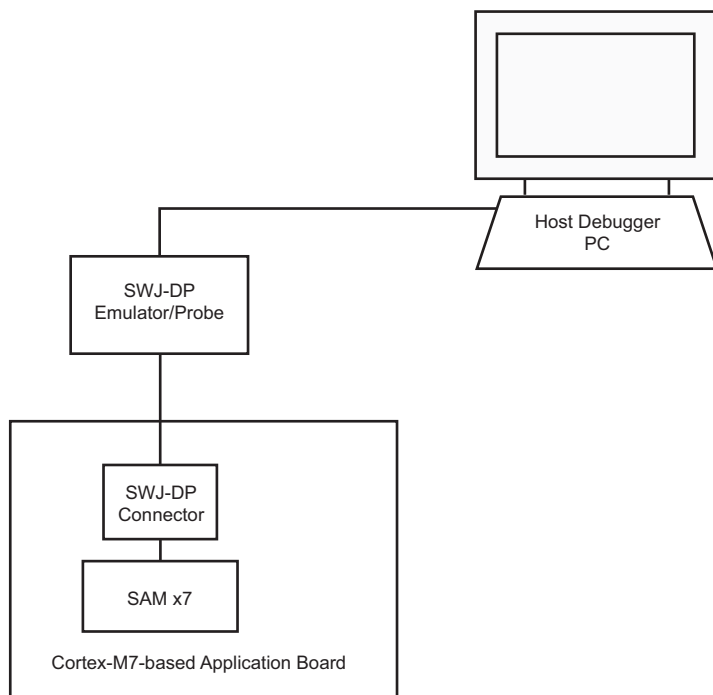 Host Debugger
PC
SWJ-DP
Emulator/Probe
SWJ-DP
Connector
SAM x7
Cortex-M7-based Application Board